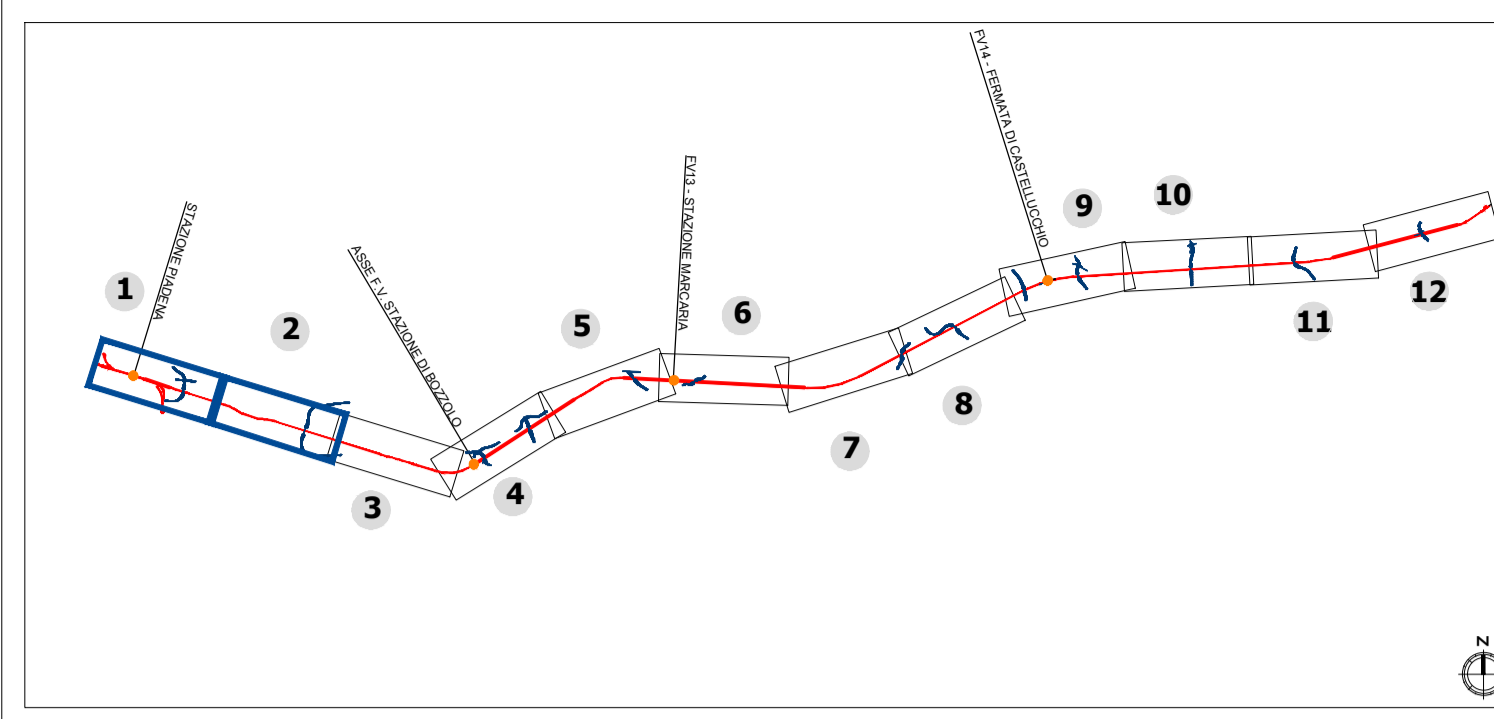 FV14 - FERMATA DI CASTELLUCCHIO
FV13 - STAZIONE MARCARIA
STAZIONE PIADENA
ASSE F.V. STAZIONE DI BOZZOLO
1
2
3
4
5
6
7
8
9
10
11
12
N